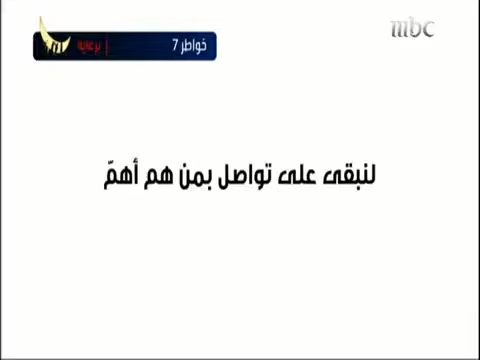 خواطر 7 | برعاية
mbc
لنبقى على تواصل بمن هم أهمّ